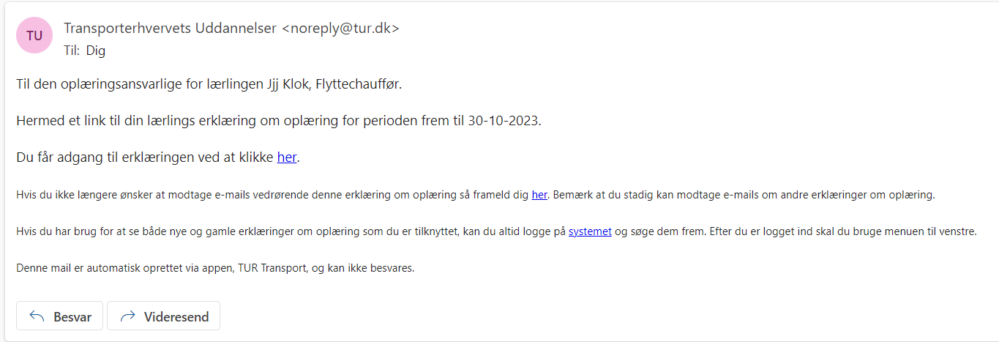 TU
Transporterhvervets Uddannelser <noreply@tur.dk>
Til: Dig
Til den oplæringsansvarlige for lærlingen Jjj Klok, Flyttechauffør.
Hermed et link til din lærlings erklæring om oplæring for perioden frem til 30-10-2023.
Du får adgang til erklæringen ved at klikke her.
Hvis du ikke længere ønsker at modtage e-mails vedrørende denne erklæring om oplæring så frameld dig her. Bemærk at du stadig kan modtage e-mails om andre erklæringer om oplæring.
Hvis du har brug for at se både nye og gamle erklæringer om oplæring som du er tilknyttet, kan du altid logge på systemet og søge dem frem. Efter du er logget ind skal du bruge menuen til venstre.
Denne mail er automatisk oprettet via appen, TUR Transport, og kan ikke besvares.
Besvar Videresend